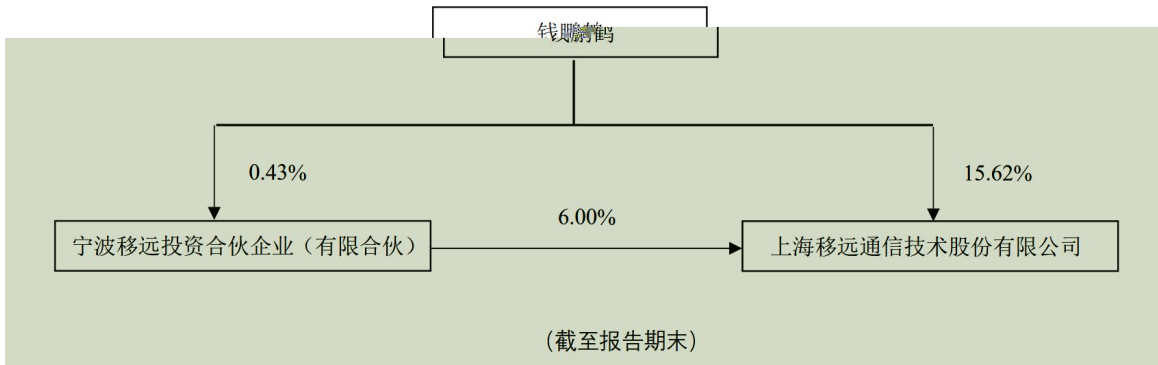 钱鹏鹤
0.43%
15.62%
6.00%
宁波移远投资合伙企业（有限合伙）
上海移远通信技术股份有限公司
（截至报告期末）